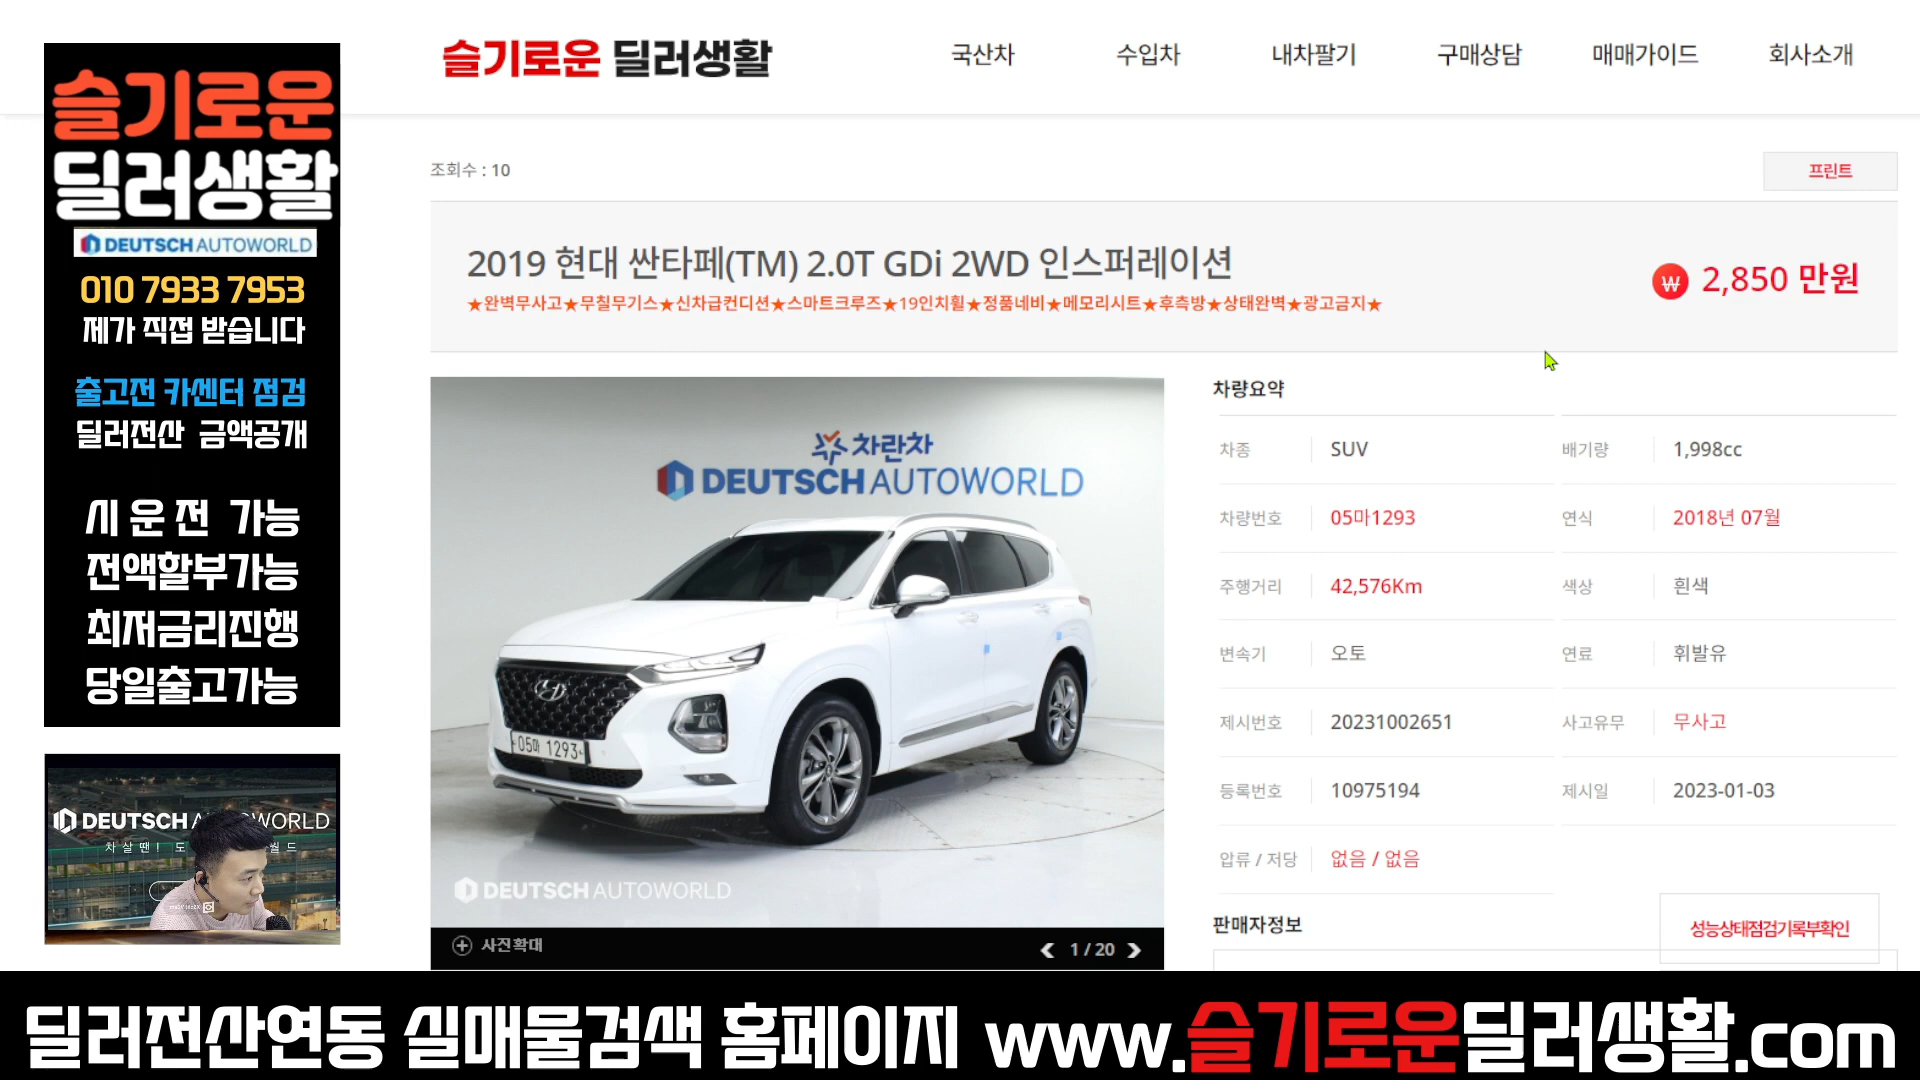 슬기로운
딜러생활
DEUTSCH AUTOWORLD
010 7933 7953
제가 직접 받습니다
출고전 카센터 점검
딜러전산 금액공개
시운전 가능
전액할부가능
최저금리진행
당일출고가능
DEUTSCH AUTOWORLD
차살땐! 도 월드
슬기로운 딜러생활
국산차 수입차 내차팔기 구매상담 매매가이드 회사소개
조회수 : 10
프린트
2019 현대 싼타페(TM) 2.0T GDi 2WD 인스퍼레이션
★완벽무사고★무칠무기스★신차급컨디션★스마트크루즈★19인치휠★정품네비★메모리시트★후측방★상태완벽★광고금지★
₩ 2,850 만원
차란차
DEUTSCH AUTOWORLD
05마 1293
DEUTSCH AUTOWORLD
사진확대
1 / 20
차량요약
차종 SUV 배기량 1,998cc
차량번호 05마1293 연식 2018년 07월
주행거리 42,576Km 색상 흰색
변속기 오토 연료 휘발유
제시번호 20231002651 사고유무 무사고
등록번호 10975194 제시일 2023-01-03
압류 / 저당 없음 / 없음
판매자정보
성능상태점검기록부확인
딜러전산연동 실매물검색 홈페이지 www.슬기로운딜러생활.com